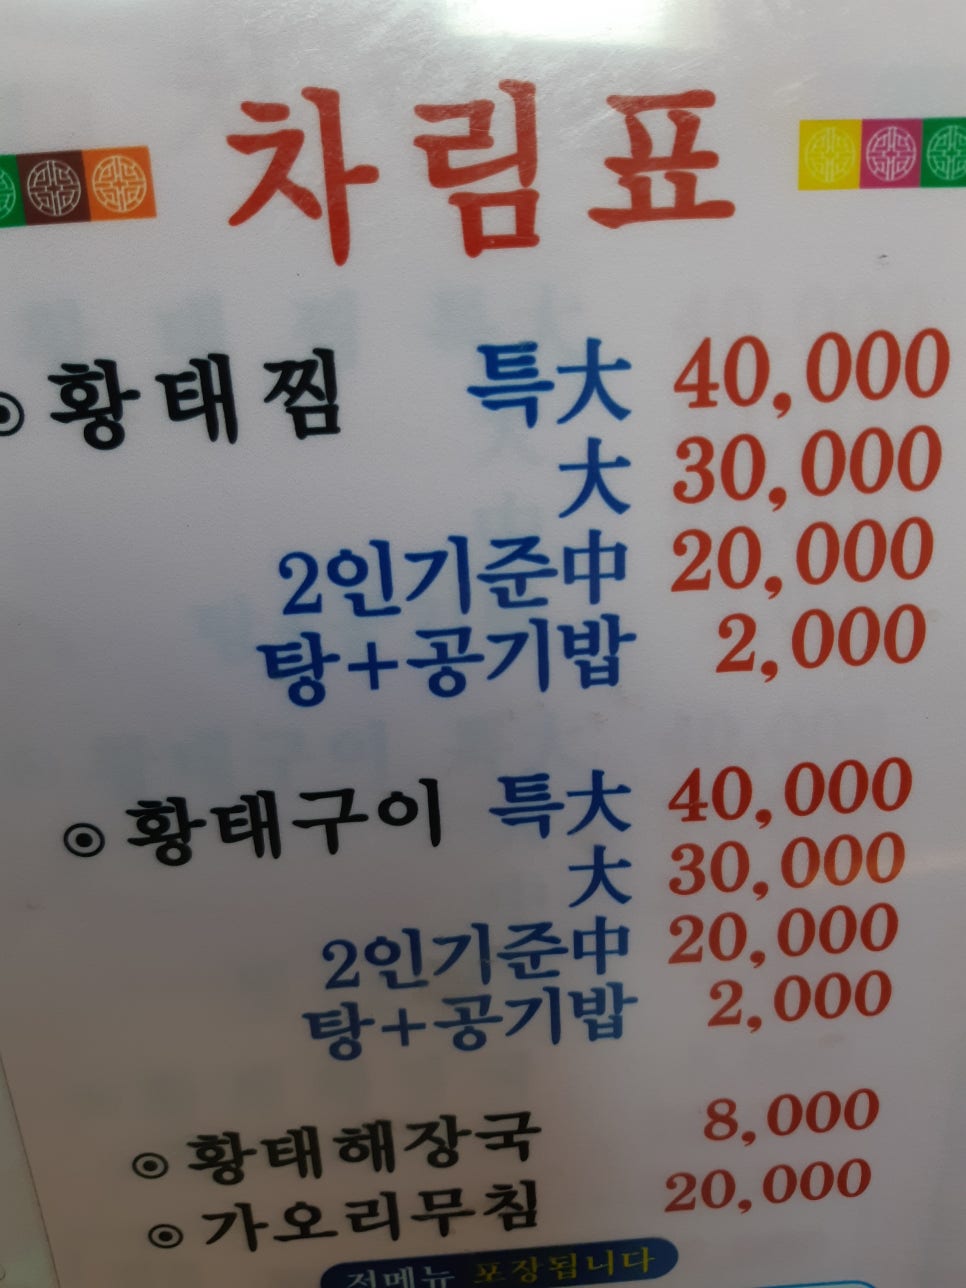 차림표
⊙ 황태찜 특大 40,000
大 30,000
2인기준中 20,000
탕+공기밥 2,000
⊙ 황태구이 특大 40,000
大 30,000
2인기준中 20,000
탕+공기밥 2,000
⊙ 황태해장국 8,000
⊙ 가오리무침 20,000
전메뉴 포장됩니다